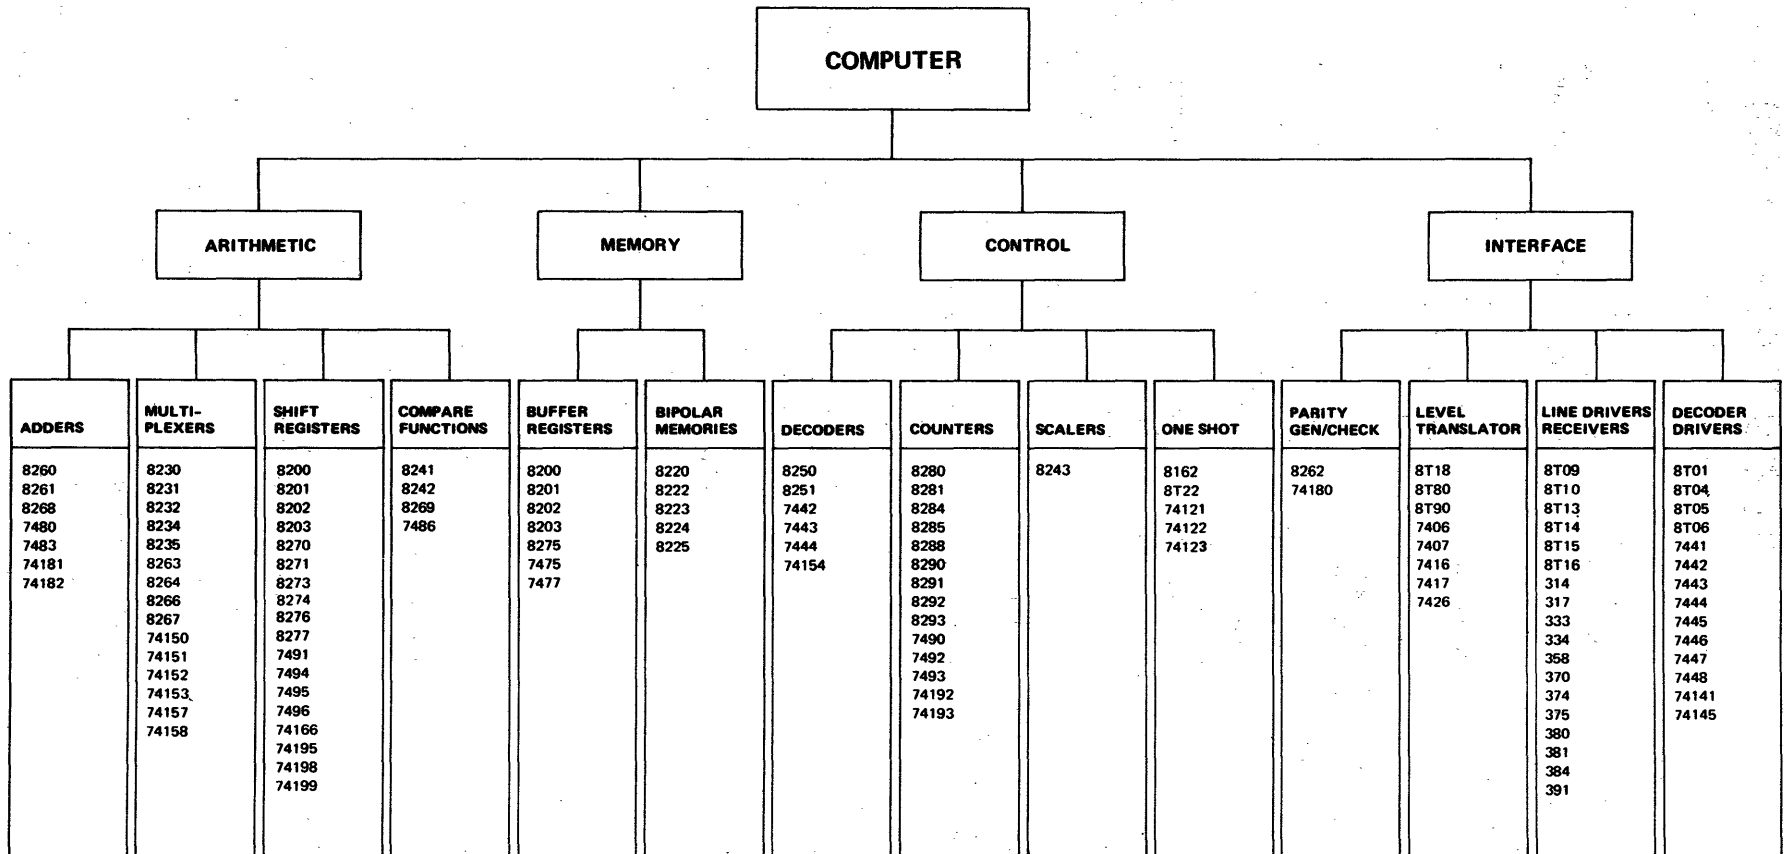 COMPUTER
ARITHMETIC
MEMORY
CONTROL
INTERFACE
ADDERS
8260
8261
8268
7480
7483
74181
74182
MULTI-
PLEXERS
8230
8231
8232
8234
8235
8263
8264
8266
8267
74150
74151
74152
74153
74157
74158
SHIFT
REGISTERS
8200
8201
8202
8203
8270
8271
8273
8274
8276
8277
7491
7494
7495
7496
74166
74195
74198
74199
COMPARE
FUNCTIONS
8241
8242
8269
7486
BUFFER
REGISTERS
8200
8201
8202
8203
8275
7475
7477
BIPOLAR
MEMORIES
8220
8222
8223
8224
8225
DECODERS
8250
8251
7442
7443
7444
74154
COUNTERS
8280
8281
8284
8285
8288
8290
8291
8292
8293
7490
7492
7493
74192
74193
SCALERS
8243
ONE SHOT
8162
8T22
74121
74122
74123
PARITY
GEN/CHECK
8262
74180
LEVEL
TRANSLATOR
8T18
8T80
8T90
7406
7407
7416
7417
7426
LINE DRIVERS
RECEIVERS
8T09
8T10
8T13
8T14
8T15
8T16
314
317
333
334
358
370
374
375
380
381
384
391
DECODER
DRIVERS
8T01
8T04
8T05
8T06
7441
7442
7443
7444
7445
7446
7447
7448
74141
74145